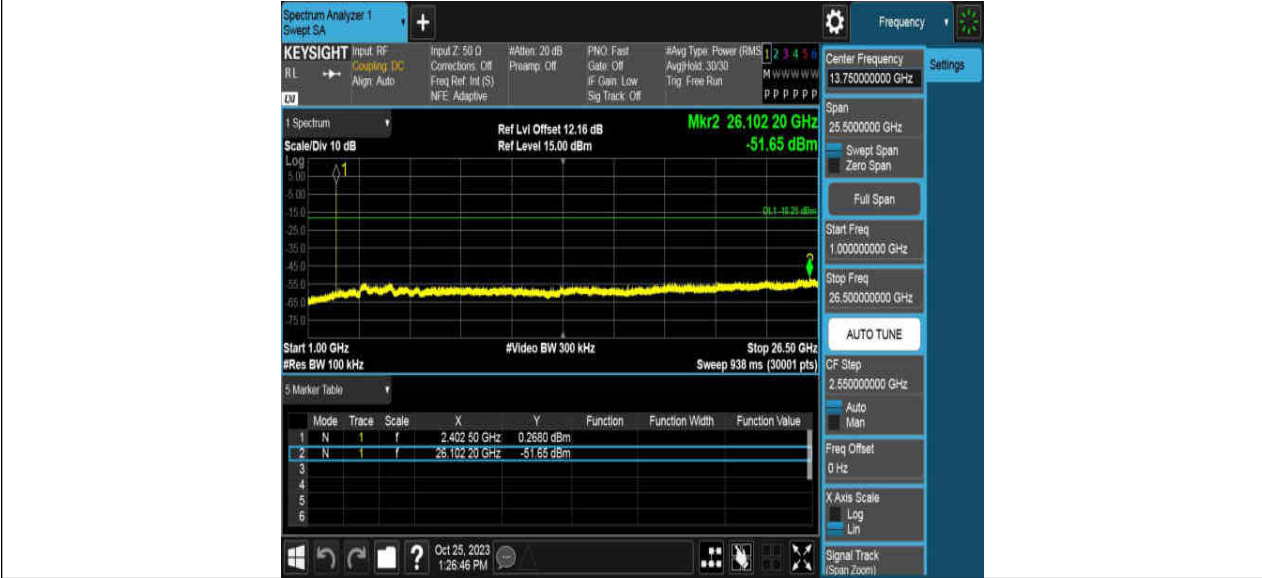 Spectrum Analyzer 1
Swept SA
+
Frequency
KEYSIGHT
RL
LXI
Input: RF
Coupling: DC
Align: Auto
Input Z: 50 Ω
Corrections: Off
Freq Ref: Int (S)
NFE: Adaptive
#Atten: 20 dB
Preamp: Off
PNO: Fast
Gate: Off
IF Gain: Low
Sig Track: Off
#Avg Type: Power (RMS
Avg|Hold: 30/30
Trig: Free Run
1 2 3 4 5 6
M W W W W W
P P P P P P
Center Frequency
13.750000000 GHz
Settings
Span
25.5000000 GHz
Swept Span
Zero Span
Full Span
Start Freq
1.000000000 GHz
Stop Freq
26.500000000 GHz
AUTO TUNE
CF Step
2.550000000 GHz
Auto
Man
Freq Offset
0 Hz
X Axis Scale
Log
Lin
Signal Track
(Span Zoom)
1 Spectrum
Scale/Div 10 dB
Ref Lvl Offset 12.16 dB
Ref Level 15.00 dBm
Mkr2 26.102 20 GHz
-51.65 dBm
Log
5.00
-5.00
-15.0
-25.0
-35.0
-45.0
-55.0
-65.0
-75.0
1
2
Start 1.00 GHz
#Res BW 100 kHz
#Video BW 300 kHz
Stop 26.50 GHz
Sweep 938 ms (30001 pts)
5 Marker Table
Mode Trace Scale X Y Function Function Width Function Value
1 N 1 f 2.402 50 GHz 0.2680 dBm
2 N 1 f 26.102 20 GHz -51.65 dBm
3
4
5
6
?
Oct 25, 2023
1:26:46 PM